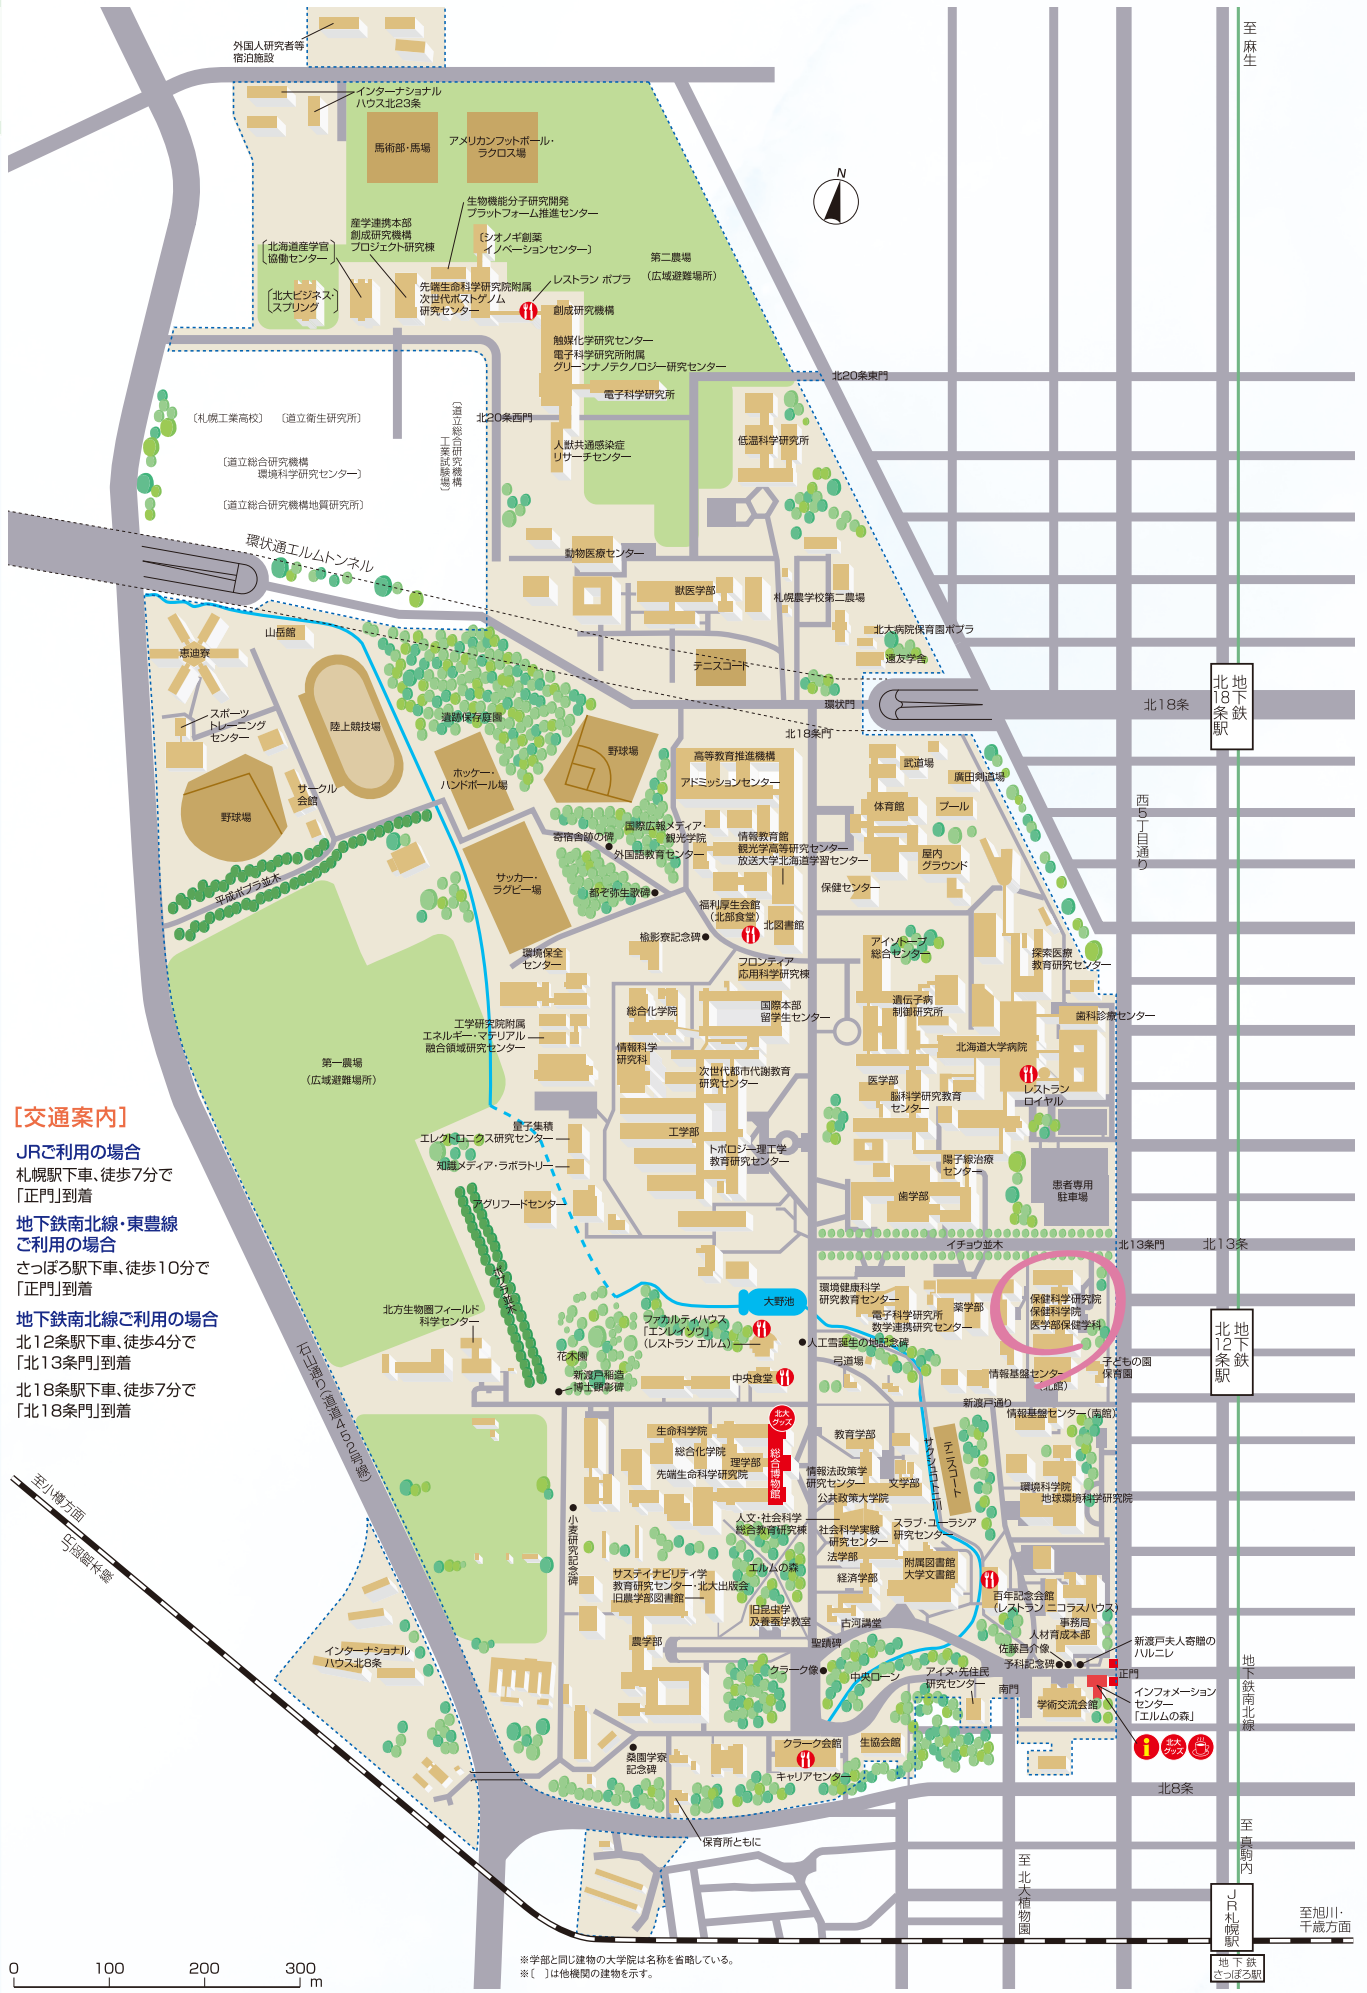 至 麻生
外国人研究者等
宿泊施設
インターナショナル
ハウス北23条
馬術部・馬場
アメリカンフットボール・
ラクロス場
N
生物機能分子研究開発
プラットフォーム推進センター
産学連携本部
創成研究機構
プロジェクト研究棟
〔シオノギ創薬
イノベーションセンター〕
〔北海道産学官
協働センター〕
第二農場
(広域避難場所)
〔北大ビジネス・
スプリング〕
先端生命科学研究院附属
次世代ポストゲノム
研究センター
レストラン ポプラ
創成研究機構
触媒化学研究センター
電子科学研究所附属
グリーンナノテクノロジー研究センター
北20条東門
電子科学研究所
〔札幌工業高校〕
〔道立衛生研究所〕
〔道立総合研究機構
工業試験場〕
北20条西門
人獣共通感染症
リサーチセンター
低温科学研究所
〔道立総合研究機構
環境科学研究センター〕
〔道立総合研究機構地質研究所〕
環状通エルムトンネル
動物医療センター
獣医学部
札幌農学校第二農場
北大病院保育園ポプラ
遠友学舎
テニスコート
山岳館
恵迪寮
スポーツ
トレーニング
センター
陸上競技場
遺跡保存庭園
環状門
北18条門
北18条
地下鉄
北18条駅
野球場
高等教育推進機構
アドミッションセンター
武道場
廣田剣道場
ホッケー・
ハンドボール場
サークル
会館
野球場
体育館
プール
西5丁目通り
国際広報メディア・
観光学院
寄宿舎跡の碑
外国語教育センター
情報教育館
観光学高等研究センター
放送大学北海道学習センター
屋内
グラウンド
サッカー・
ラグビー場
平成ポプラ並木
都ぞ弥生歌碑
保健センター
福利厚生会館
(北部食堂)
北図書館
楡影寮記念碑
環境保全
センター
フロンティア
応用科学研究棟
アイソトープ
総合センター
探索医療
教育研究センター
総合化学院
国際本部
留学生センター
遺伝子病
制御研究所
歯科診療センター
工学研究院附属
エネルギー・マテリアル
融合領域研究センター
情報科学
研究科
北海道大学病院
第一農場
(広域避難場所)
次世代都市代謝教育
研究センター
医学部
脳科学研究教育
センター
レストラン
ロイヤル
[交通案内]
JRご利用の場合
札幌駅下車、徒歩7分で
「正門」到着
地下鉄南北線・東豊線
ご利用の場合
さっぽろ駅下車、徒歩10分で
「正門」到着
地下鉄南北線ご利用の場合
北12条駅下車、徒歩4分で
「北13条門」到着
北18条駅下車、徒歩7分で
「北18条門」到着
量子集積
エレクトロニクス研究センター
知識メディア・ラボラトリー
工学部
トポロジー理工学
教育研究センター
陽子線治療
センター
患者専用
駐車場
アグリフードセンター
歯学部
イチョウ並木
北13条門
北13条
ポプラ並木
大野池
環境健康科学
研究教育センター
電子科学研究所
数学連携研究センター
薬学部
保健科学研究院
保健科学院
医学部保健学科
北方生物圏フィールド
科学センター
ファカルティハウス
「エンレイソウ」
(レストラン エルム)
人工雪誕生の地記念碑
地下鉄
北12条駅
花木園
弓道場
情報基盤センター
(北館)
子どもの園
保育園
新渡戸稲造
博士顕彰碑
中央食堂
新渡戸通り
情報基盤センター(南館)
石山通り(道道452号線)
北大
グッズ
生命科学院
総合化学院
理学部
先端生命科学研究院
総合博物館
教育学部
情報法政策学
研究センター
文学部
公共政策大学院
サクシュコトニ川
テニスコート
環境科学院
地球環境科学研究院
至小樽方面
JR函館本線
小麦研究記念碑
人文・社会科学
総合教育研究棟
社会科学実験
研究センター
スラブ・ユーラシア
研究センター
法学部
エルムの森
経済学部
附属図書館
大学文書館
サステイナビリティ学
教育研究センター・北大出版会
旧農学部図書館
旧昆虫学
及養蚕学教室
百年記念会館
(レストラン ニコラスハウス)
古河講堂
事務局
人材育成本部
インターナショナル
ハウス北8条
農学部
聖蹟碑
佐藤昌介像
予科記念碑
新渡戸夫人寄贈の
ハルニレ
クラーク像
中央ローン
アイヌ・先住民
研究センター
南門
正門
学術交流会館
インフォメーション
センター
「エルムの森」
地下鉄南北線
桑園学寮
記念碑
クラーク会館
生協会館
キャリアセンター
北大
グッズ
北8条
保育所ともに
至 真駒内
至 北大植物園
JR札幌駅
至旭川・
千歳方面
地下鉄
さっぽろ駅
※学部と同じ建物の大学院は名称を省略している。
※〔 〕は他機関の建物を示す。
0 100 200 300
m